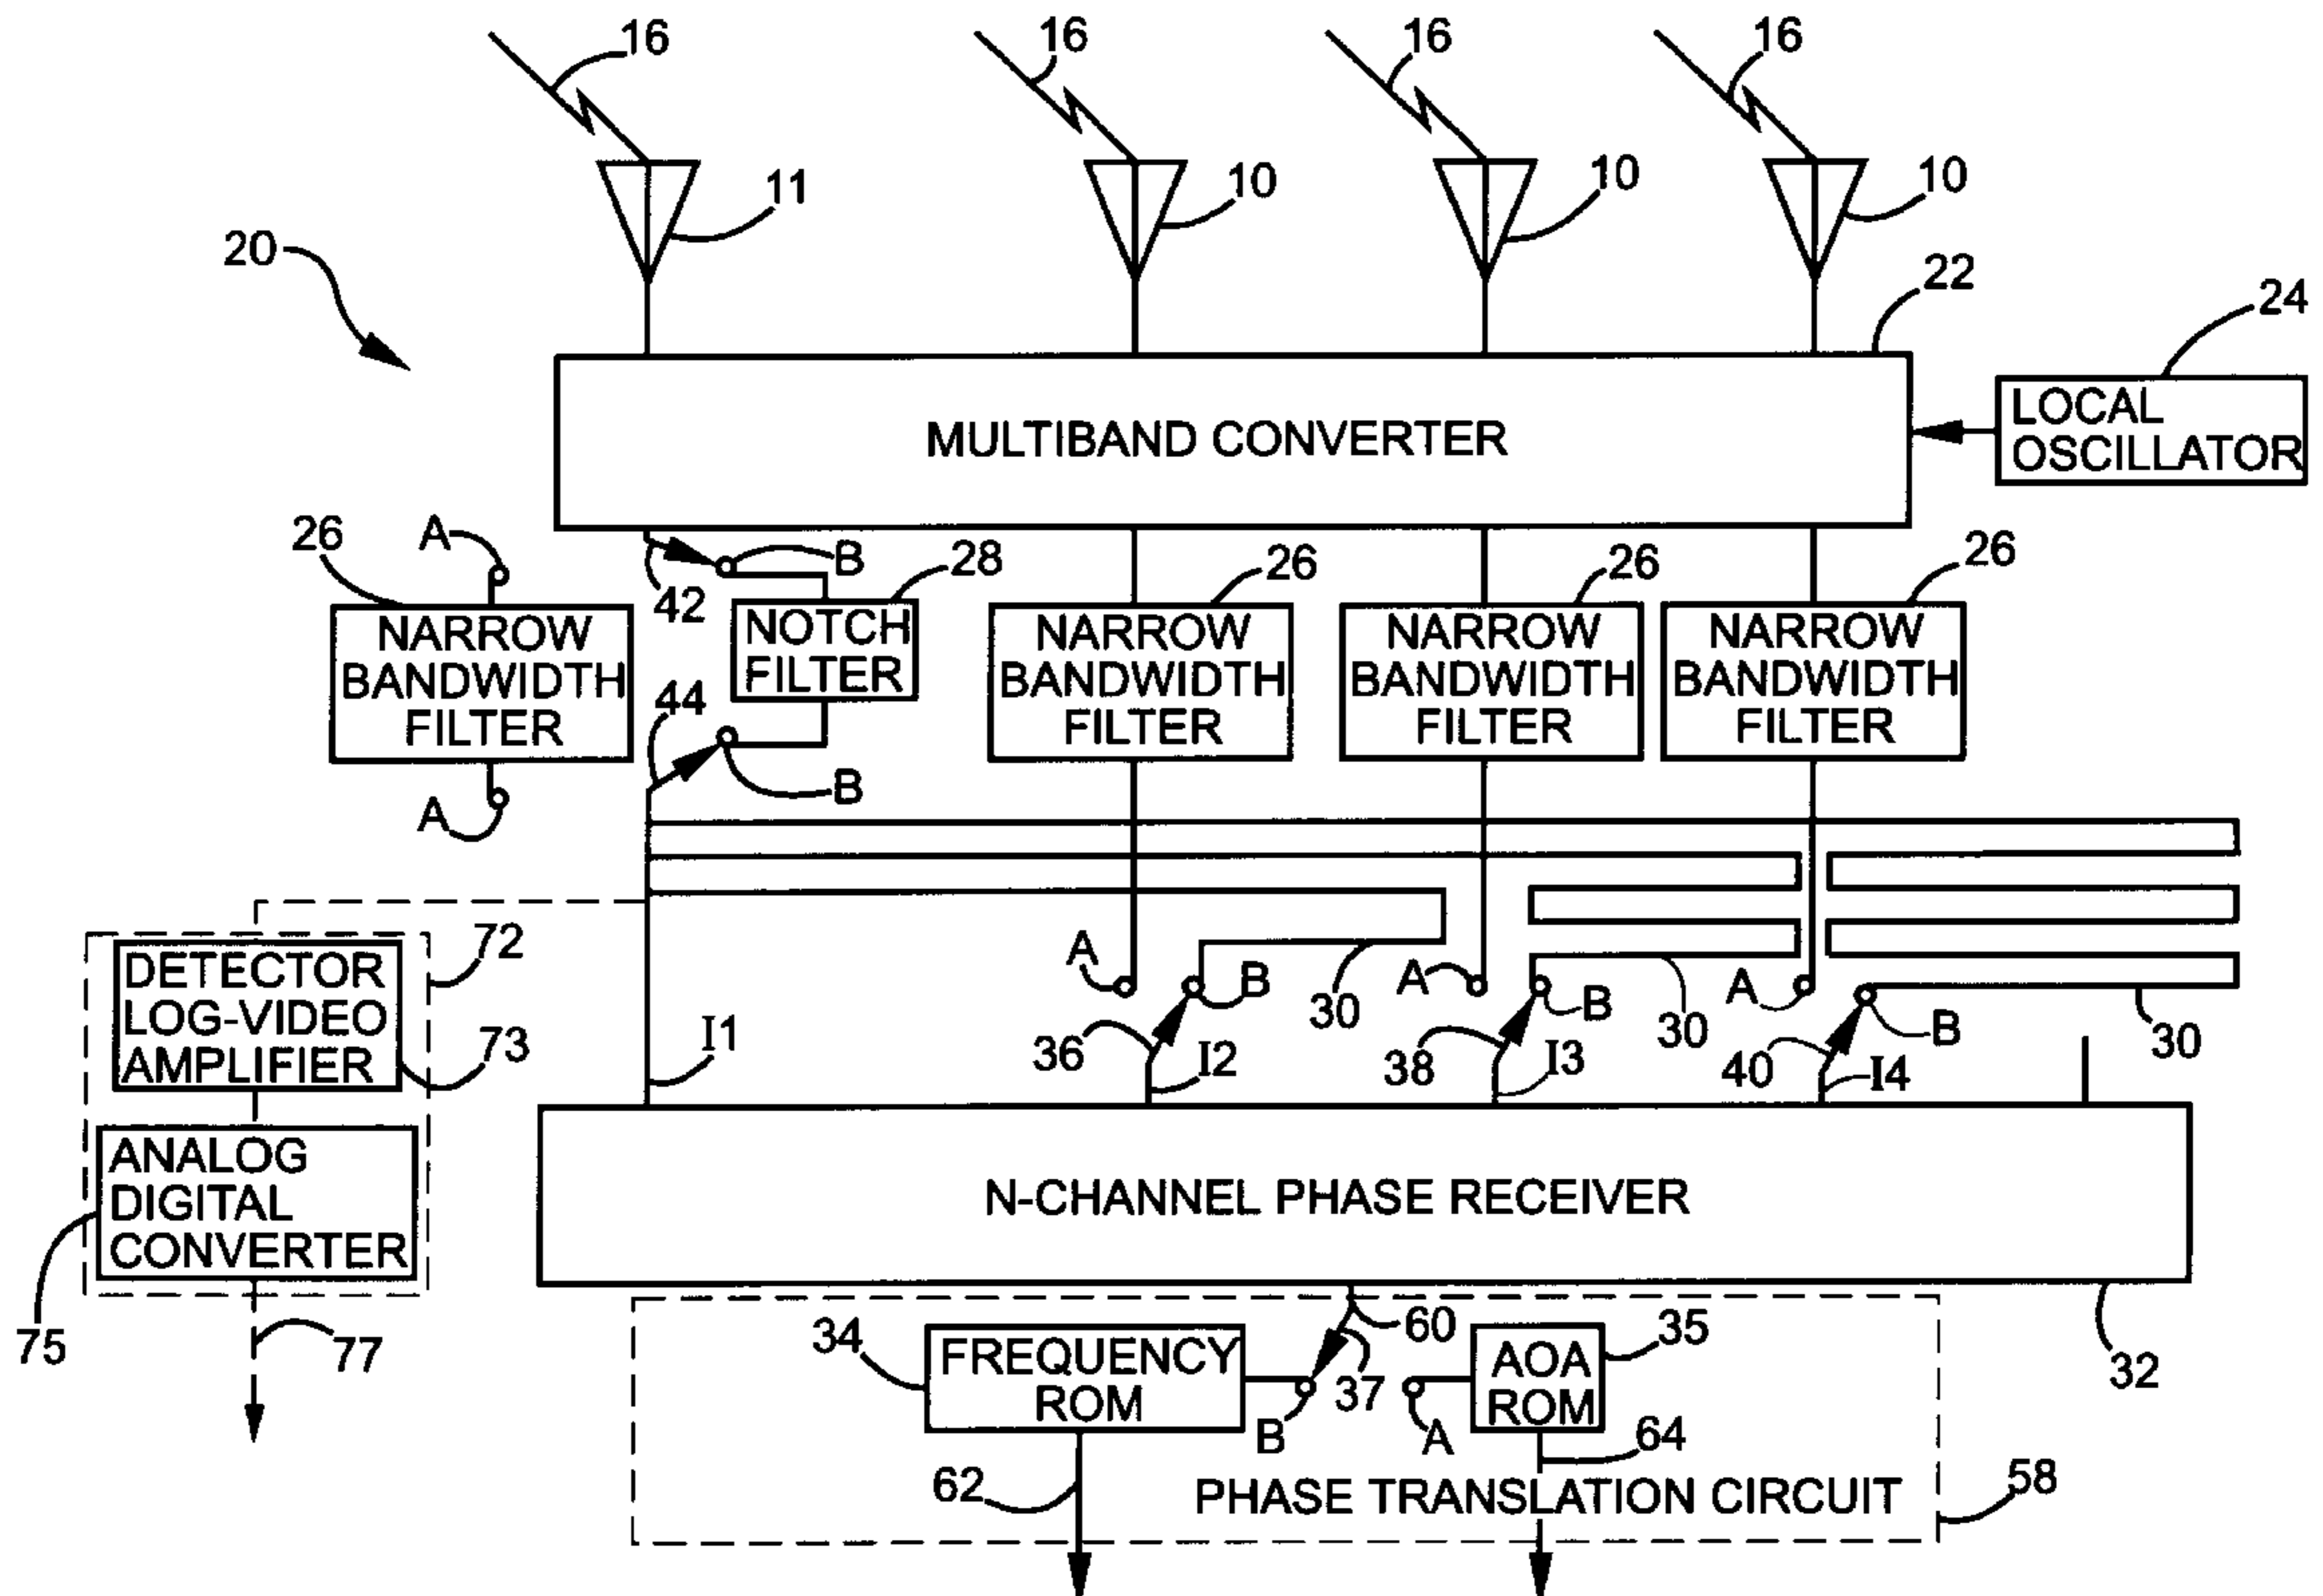 16
16
16
16
11
10
10
10
20
22
24
MULTIBAND CONVERTER
LOCAL
OSCILLATOR
26
A
B
28
26
26
26
42
NARROW
BANDWIDTH
FILTER
NOTCH
FILTER
NARROW
BANDWIDTH
FILTER
NARROW
BANDWIDTH
FILTER
NARROW
BANDWIDTH
FILTER
44
A
B
72
DETECTOR
LOG-VIDEO
AMPLIFIER
73
A
B
30
A
B
30
A
B
30
I1
36
I2
38
I3
40
I4
ANALOG
DIGITAL
CONVERTER
N-CHANNEL PHASE RECEIVER
75
77
34
FREQUENCY
ROM
60
37
B
A
AOA
ROM
35
32
62
64
PHASE TRANSLATION CIRCUIT
58